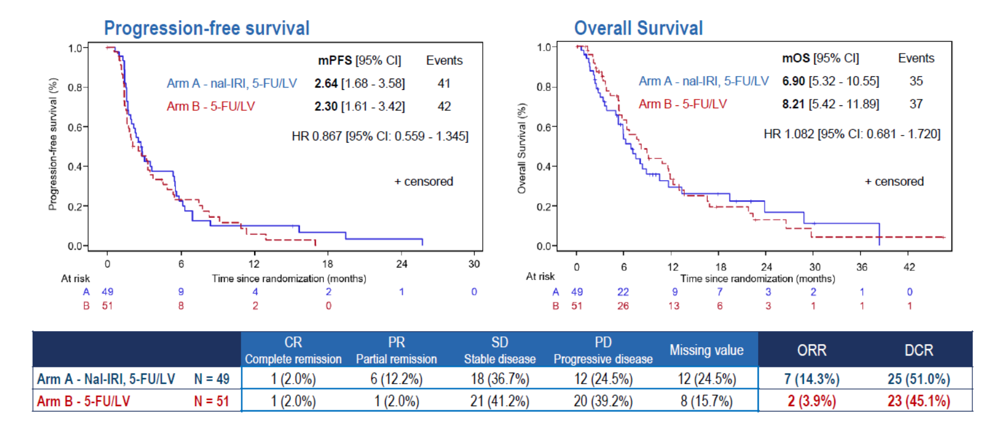 Progression-free survival
Progression-free survival (%)
1.0
0.8
0.6
0.4
0.2
0.0
mPFS [95% CI] Events
Arm A - nal-IRI, 5-FU/LV 2.64 [1.68 - 3.58] 41
Arm B - 5-FU/LV 2.30 [1.61 - 3.42] 42
HR 0.867 [95% CI: 0.559 - 1.345]
+ censored
0 6 12 18 24 30
At risk Time since randomization (months)
A 49 9 4 2 1 0
B 51 8 2 0
Overall Survival
Overall Survival (%)
1.0
0.8
0.6
0.4
0.2
0.0
mOS [95% CI] Events
Arm A - nal-IRI, 5-FU/LV 6.90 [5.32 - 10.55] 35
Arm B - 5-FU/LV 8.21 [5.42 - 11.89] 37
HR 1.082 [95% CI: 0.681 - 1.720]
+ censored
0 6 12 18 24 30 36 42
At risk Time since randomization (months)
A 49 22 9 7 3 2 1 0
B 51 26 13 6 3 1 1 1
CR PR SD PD Missing value ORR DCR
Complete remission Partial remission Stable disease Progressive disease
Arm A - Nal-IRI, 5-FU/LV N = 49 1 (2.0%) 6 (12.2%) 18 (36.7%) 12 (24.5%) 12 (24.5%) 7 (14.3%) 25 (51.0%)
Arm B - 5-FU/LV N = 51 1 (2.0%) 1 (2.0%) 21 (41.2%) 20 (39.2%) 8 (15.7%) 2 (3.9%) 23 (45.1%)